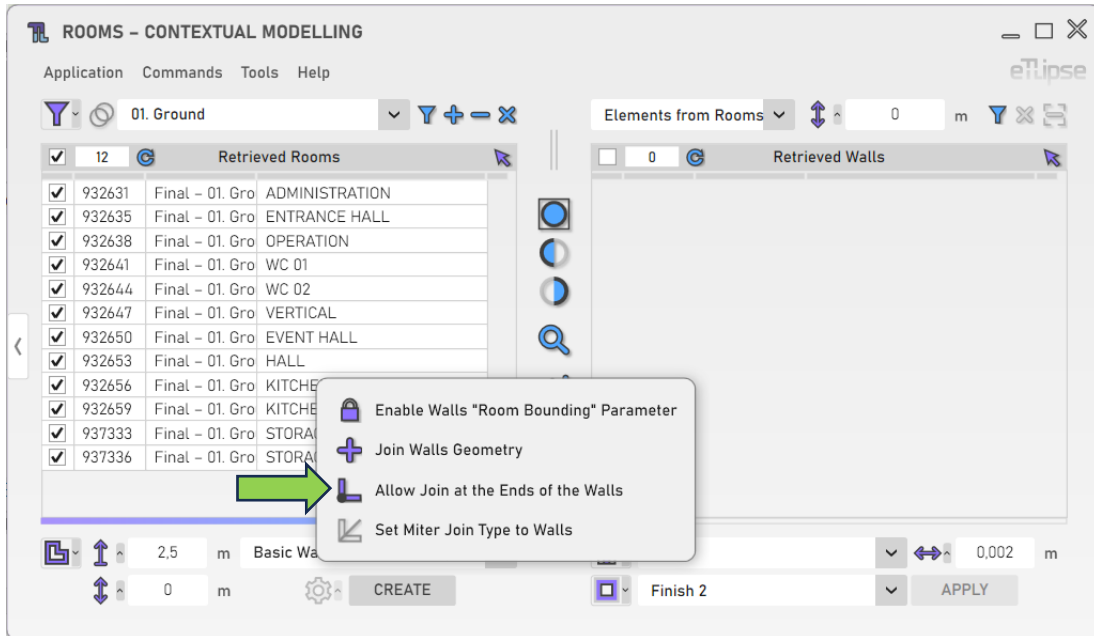 ROOMS – CONTEXTUAL MODELLING
Application Commands Tools Help
eTLipse
01. Ground
Elements from Rooms 0 m
12 Retrieved Rooms
0 Retrieved Walls
932631 Final – 01. Gro ADMINISTRATION
932635 Final – 01. Gro ENTRANCE HALL
932638 Final – 01. Gro OPERATION
932641 Final – 01. Gro WC 01
932644 Final – 01. Gro WC 02
932647 Final – 01. Gro VERTICAL
932650 Final – 01. Gro EVENT HALL
932653 Final – 01. Gro HALL
932656 Final – 01. Gro KITCHE
932659 Final – 01. Gro KITCHE
937333 Final – 01. Gro STORA
937336 Final – 01. Gro STORA
Enable Walls "Room Bounding" Parameter
Join Walls Geometry
Allow Join at the Ends of the Walls
Set Miter Join Type to Walls
2,5 m Basic Wa
0,002 m
0 m CREATE
Finish 2 APPLY